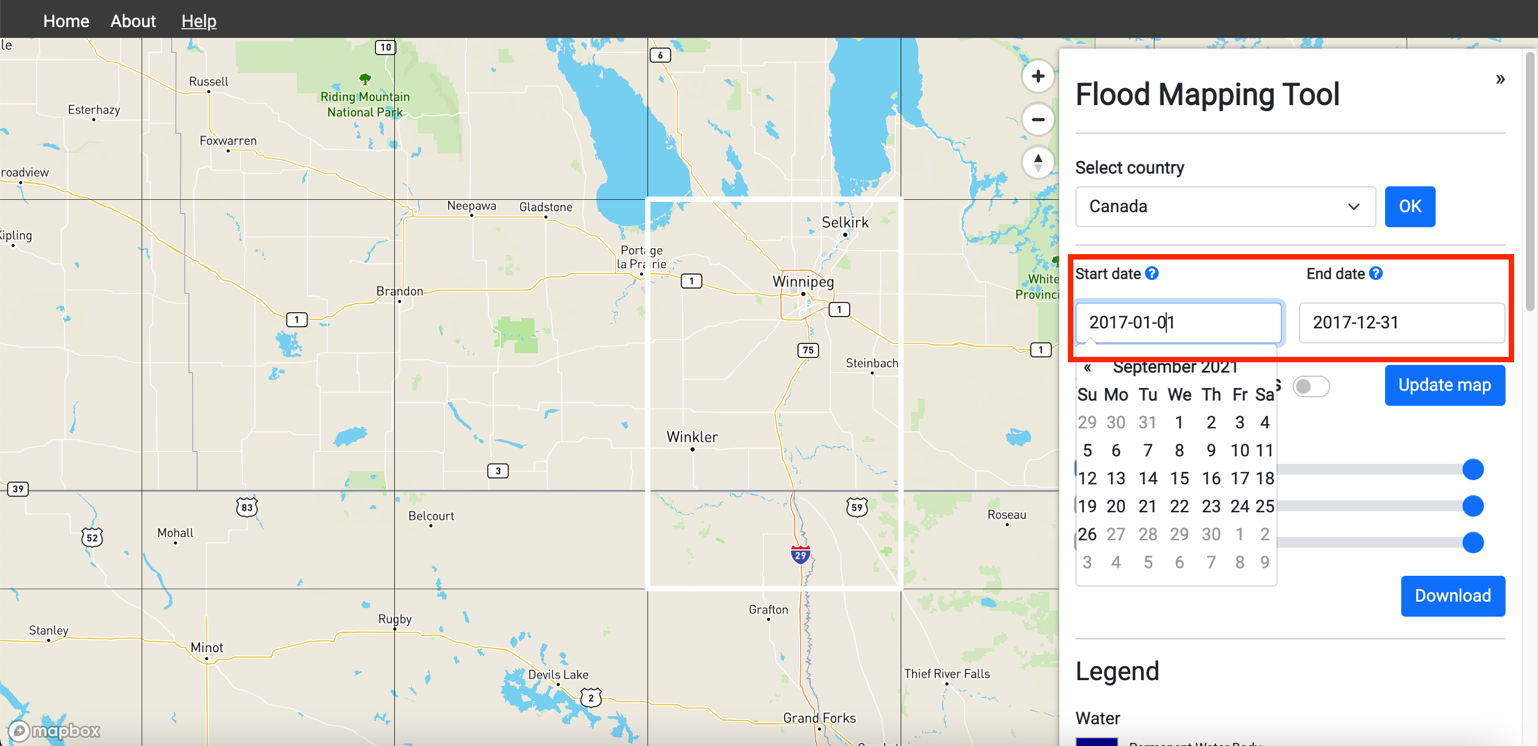 Home About Help
Flood Mapping Tool
»
Select country
Canada
OK
Start date ?
End date ?
2017-01-01
2017-12-31
« September 2021
Update map
Su Mo Tu We Th Fr Sa
29 30 31 1 2 3 4
5 6 7 8 9 10 11
12 13 14 15 16 17 18
19 20 21 22 23 24 25
26 27 28 29 30 1 2
3 4 5 6 7 8 9
Download
Legend
Water
Permanent Water Body
10
6
Russell
Riding Mountain
National Park
Esterhazy
Foxwarren
roadview
Neepawa
Gladstone
Selkirk
Kipling
Portage
la Prairie
1
Winnipeg
White
Provinci
Brandon
1
1
75
1
Steinbach
Winkler
3
39
83
59
Belcourt
Roseau
52
Mohall
29
Grafton
Stanley
Rugby
Minot
Devils Lake
Thief River Falls
2
Grand Forks
mapbox